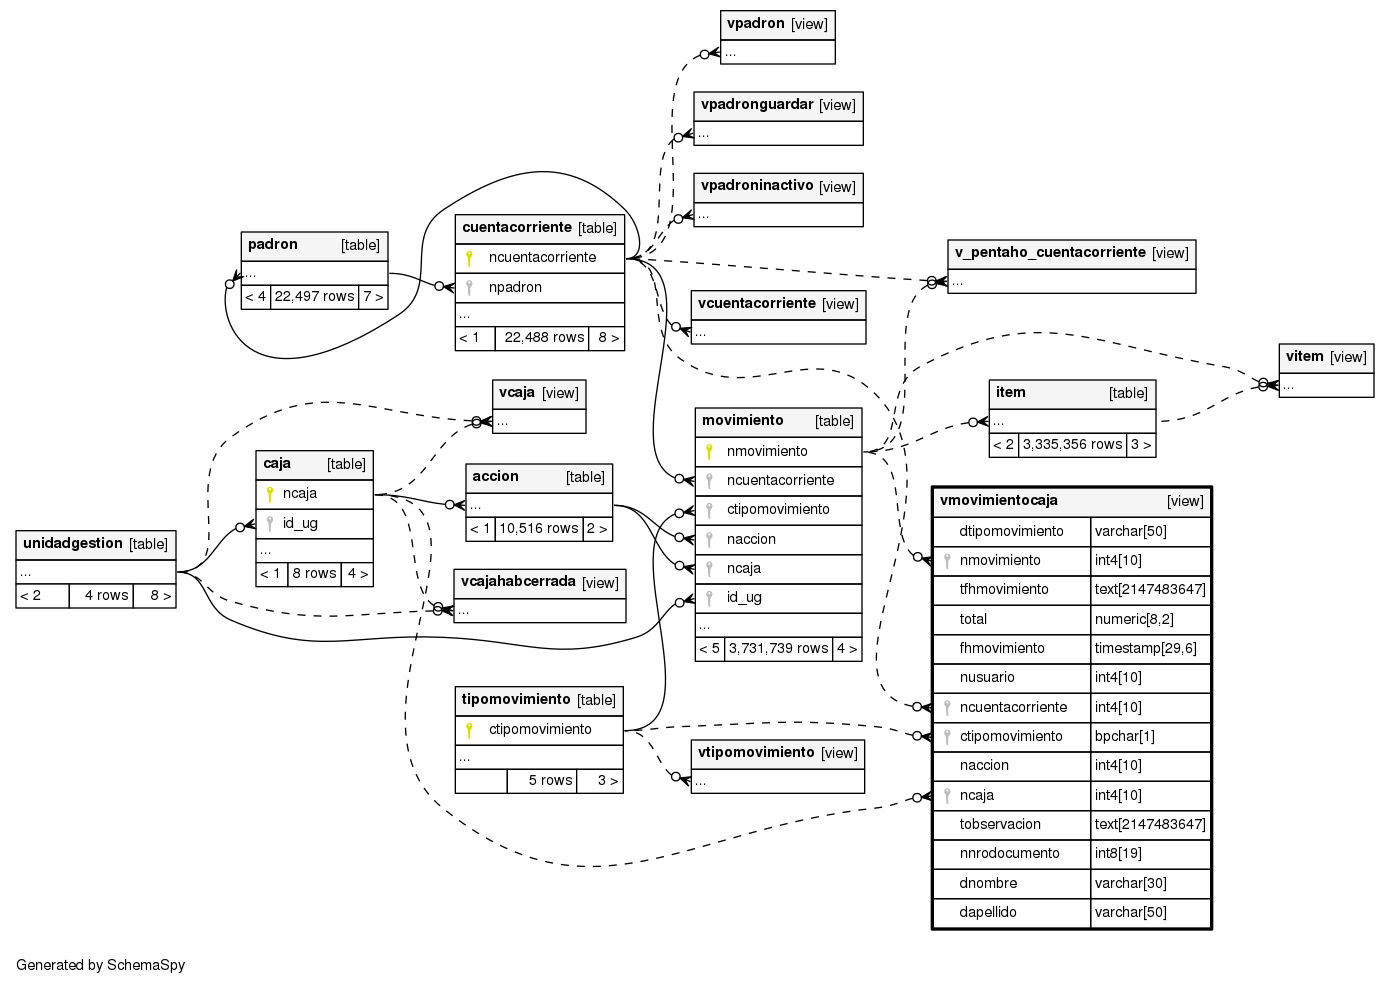 vpadron [view]
...
vpadronguardar [view]
...
vpadroninactivo [view]
...
padron [table]
...
< 4 22,497 rows 7 >
cuentacorriente [table]
ncuentacorriente
npadron
...
< 1 22,488 rows 8 >
v_pentaho_cuentacorriente [view]
...
vcuentacorriente [view]
...
vitem [view]
...
vcaja [view]
...
item [table]
...
< 2 3,335,356 rows 3 >
caja [table]
ncaja
id_ug
...
< 1 8 rows 4 >
accion [table]
...
< 1 10,516 rows 2 >
movimiento [table]
nmovimiento
ncuentacorriente
ctipomovimiento
naccion
ncaja
id_ug
...
< 5 3,731,739 rows 4 >
unidadgestion [table]
...
< 2 4 rows 8 >
vcajahabcerrada [view]
...
tipomovimiento [table]
ctipomovimiento
...
5 rows 3 >
vtipomovimiento [view]
...
vmovimientocaja [view]
dtipomovimiento varchar[50]
nmovimiento int4[10]
tfhmovimiento text[2147483647]
total numeric[8,2]
fhmovimiento timestamp[29,6]
nusuario int4[10]
ncuentacorriente int4[10]
ctipomovimiento bpchar[1]
naccion int4[10]
ncaja int4[10]
tobservacion text[2147483647]
nnrodocumento int8[19]
dnombre varchar[30]
dapellido varchar[50]
Generated by SchemaSpy